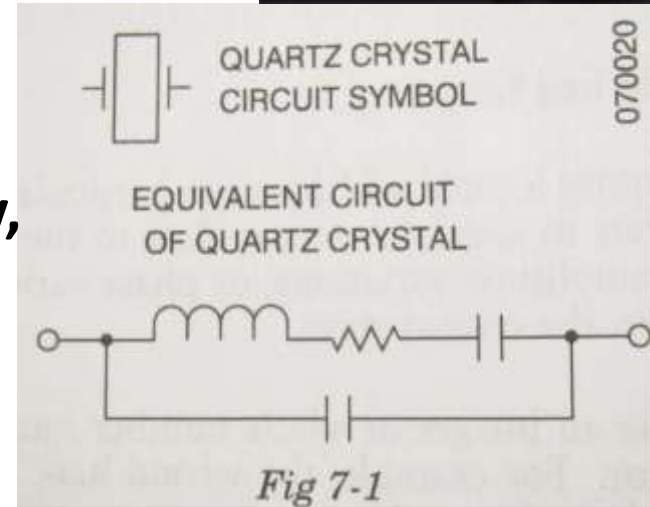 QUARTZ CRYSTAL
CIRCUIT SYMBOL
070020
EQUIVALENT CIRCUIT
OF QUARTZ CRYSTAL
Fig 7-1